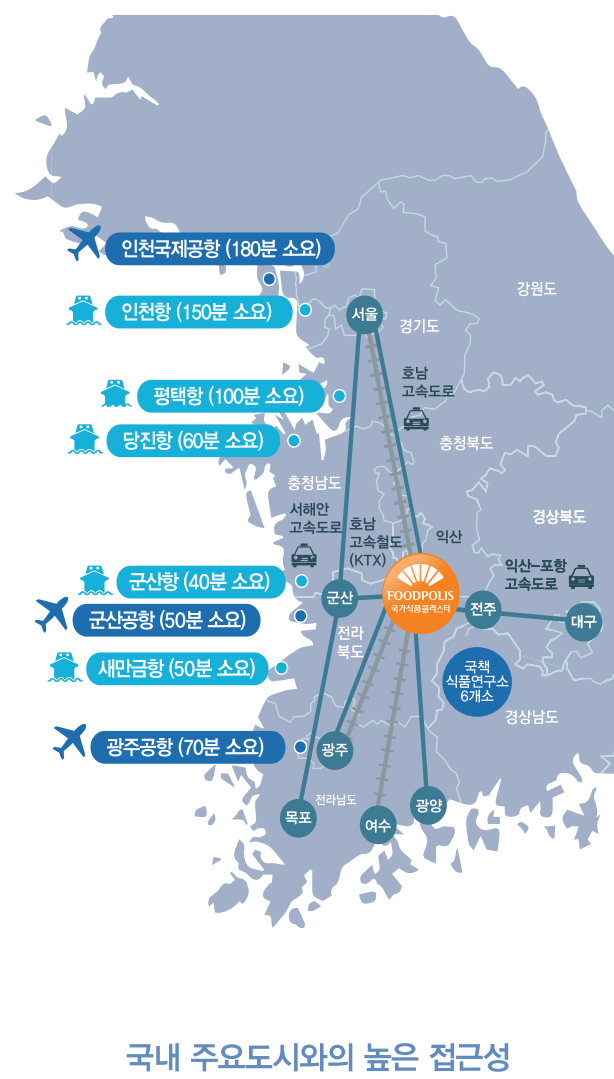 인천국제공항 (180분 소요)
강원도
인천항 (150분 소요)
서울
경기도
호남
고속도로
평택항 (100분 소요)
당진항 (60분 소요)
충청북도
충청남도
서해안
고속도로
호남
고속철도
(KTX)
익산
경상북도
익산-포항
고속도로
군산항 (40분 소요)
군산
FOODPOLIS
국가식품클러스터
전주
대구
군산공항 (50분 소요)
전라
북도
새만금항 (50분 소요)
국책
식품연구소
6개소
경상남도
광주공항 (70분 소요)
광주
전라남도
목포
여수
광양
국내 주요도시와의 높은 접근성